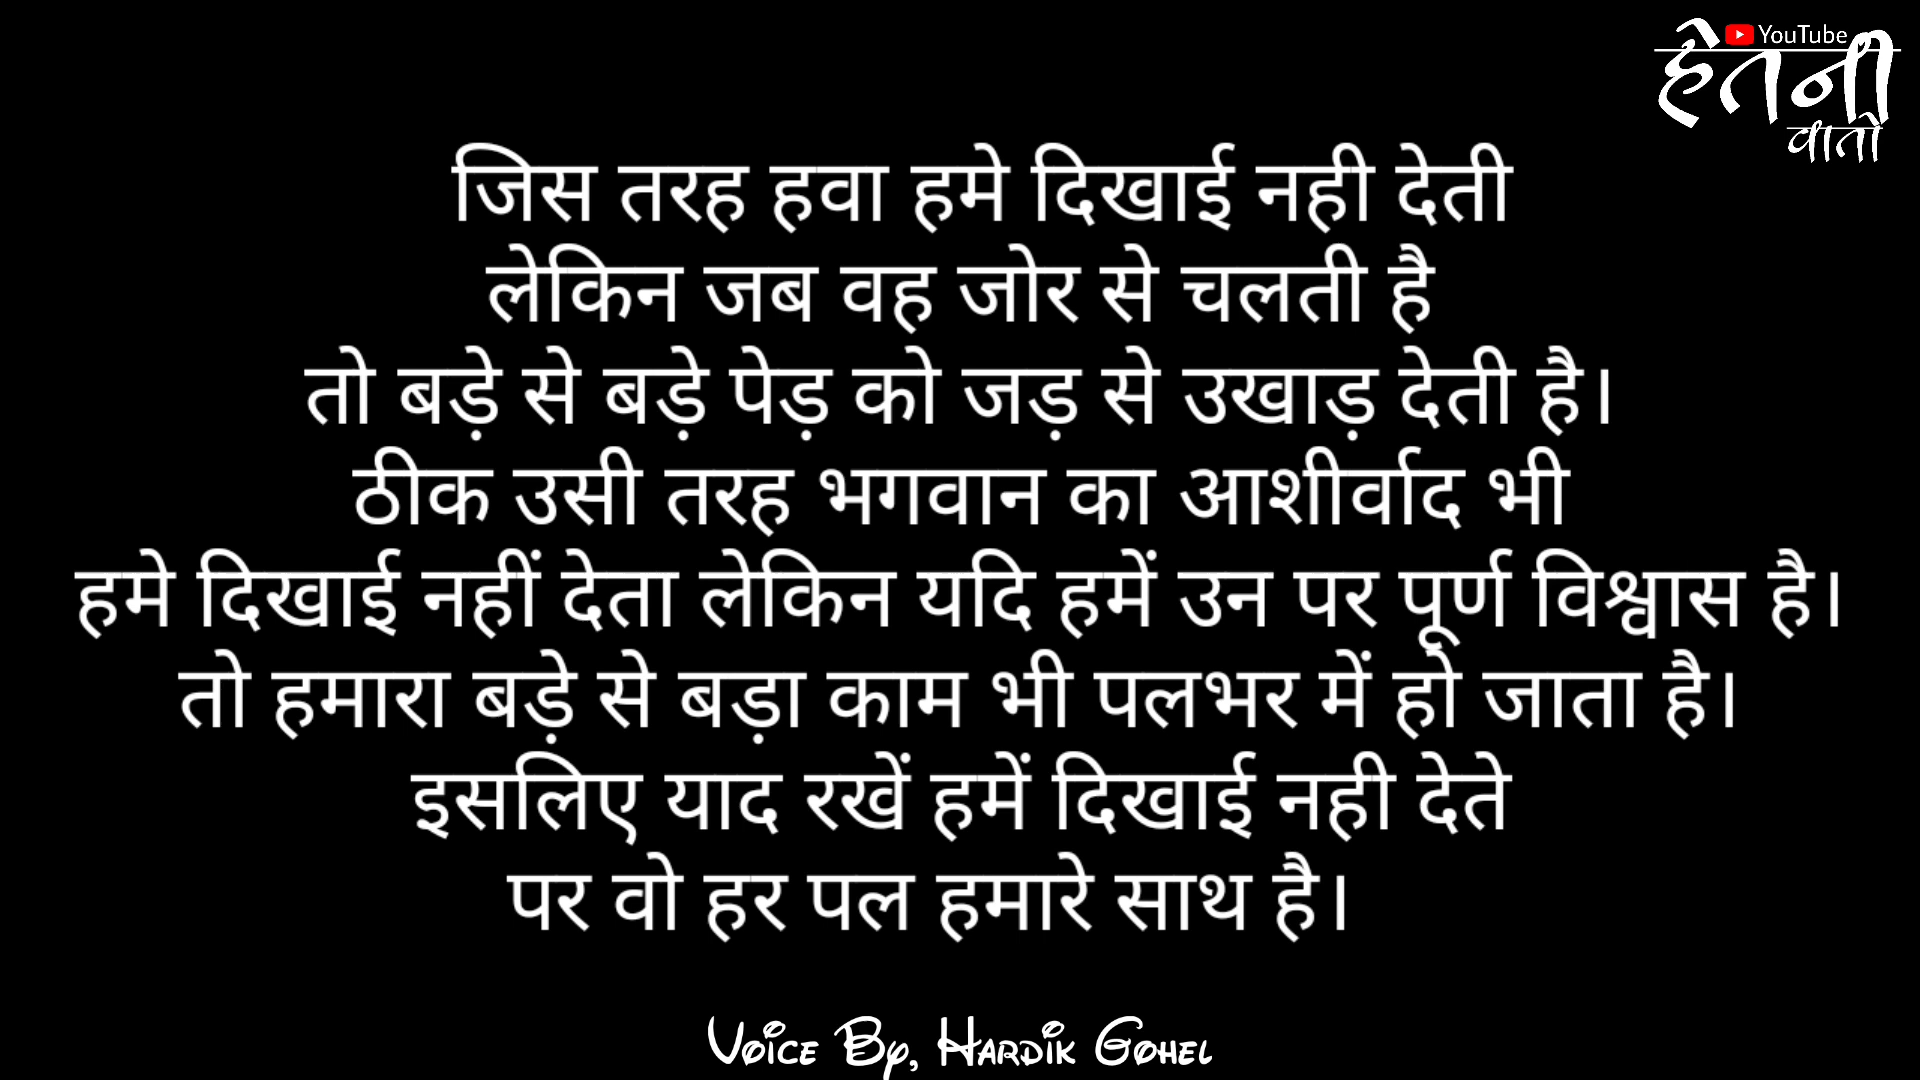 YouTube
हेतनी
वातो
जिस तरह हवा हमे दिखाई नही देती
लेकिन जब वह जोर से चलती है
तो बड़े से बड़े पेड़ को जड़ से उखाड़ देती है।
ठीक उसी तरह भगवान का आशीर्वाद भी
हमे दिखाई नहीं देता लेकिन यदि हमें उन पर पूर्ण विश्वास है।
तो हमारा बड़े से बड़ा काम भी पलभर में हो जाता है।
इसलिए याद रखें हमें दिखाई नही देते
पर वो हर पल हमारे साथ है।
Voice By, Hardik Gohel